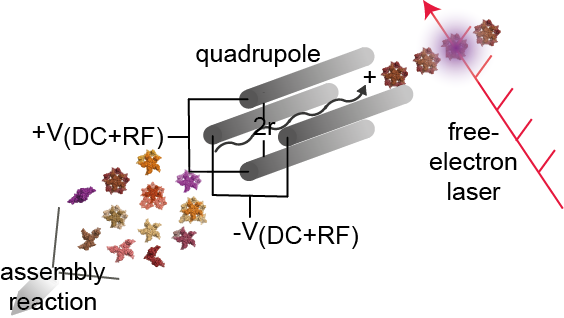 quadrupole
+
+V(DC+RF)
2r
free-
electron
laser
-V(DC+RF)
assembly
reaction